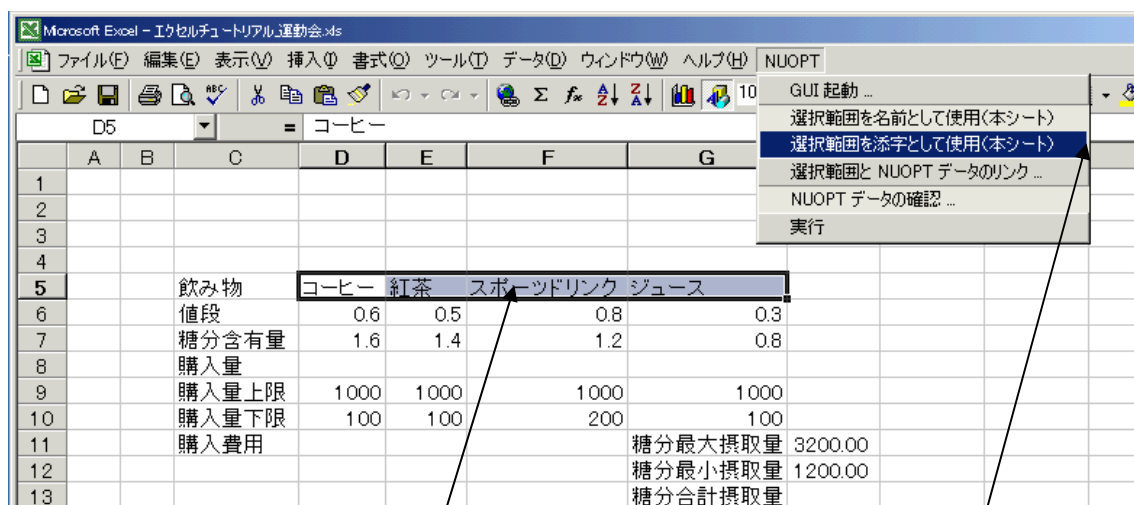 Microsoft Excel - エクセルチュートリアル_運動会.xls
ファイル(F) 編集(E) 表示(V) 挿入(I) 書式(O) ツール(T) データ(D) ウィンドウ(W) ヘルプ(H) NUOPT
GUI 起動 ...
選択範囲を名前として使用(本シート)
選択範囲を添字として使用(本シート)
選択範囲と NUOPT データのリンク ...
NUOPT データの確認 ...
実行
ABC Σ fx 10
D5 = コーヒー
A B C D E F G
1
2
3
4
5 飲み物 コーヒー 紅茶 スポーツドリンク ジュース
6 値段 0.6 0.5 0.8 0.3
7 糖分含有量 1.6 1.4 1.2 0.8
8 購入量
9 購入量上限 1000 1000 1000 1000
10 購入量下限 100 100 200 100
11 購入費用 糖分最大摂取量 3200.00
12 糖分最小摂取量 1200.00
13 糖分合計摂取量